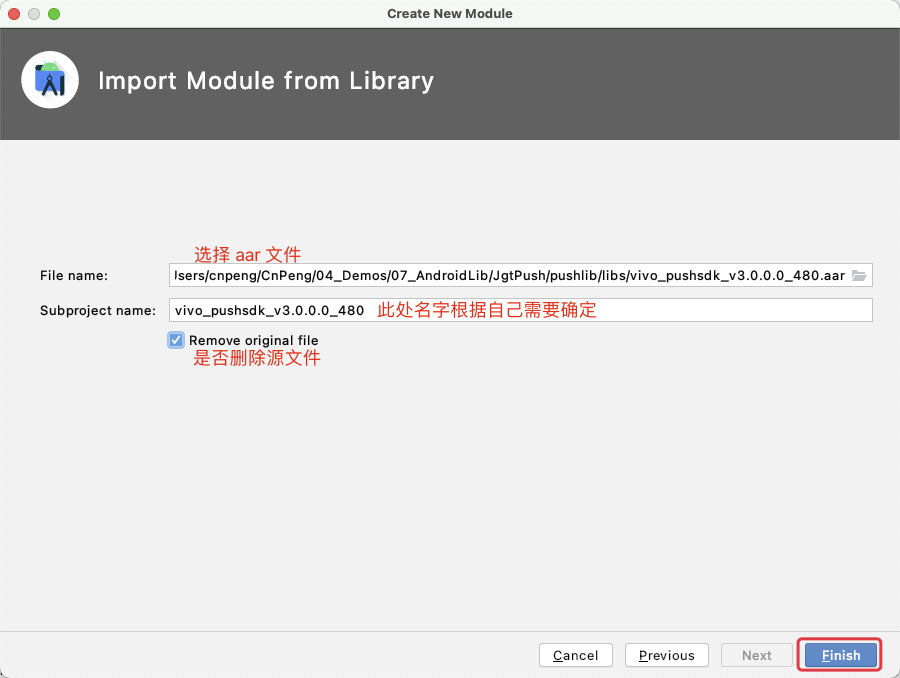 Create New Module
Import Module from Library
选择 aar 文件
File name:
Users/cnpeng/CnPeng/04_Demos/07_AndroidLib/JgtPush/pushlib/libs/vivo_pushsdk_v3.0.0.0_480.aar
Subproject name:
vivo_pushsdk_v3.0.0.0_480 此处名字根据自己需要确定
Remove original file
是否删除源文件
Cancel
Previous
Next
Finish